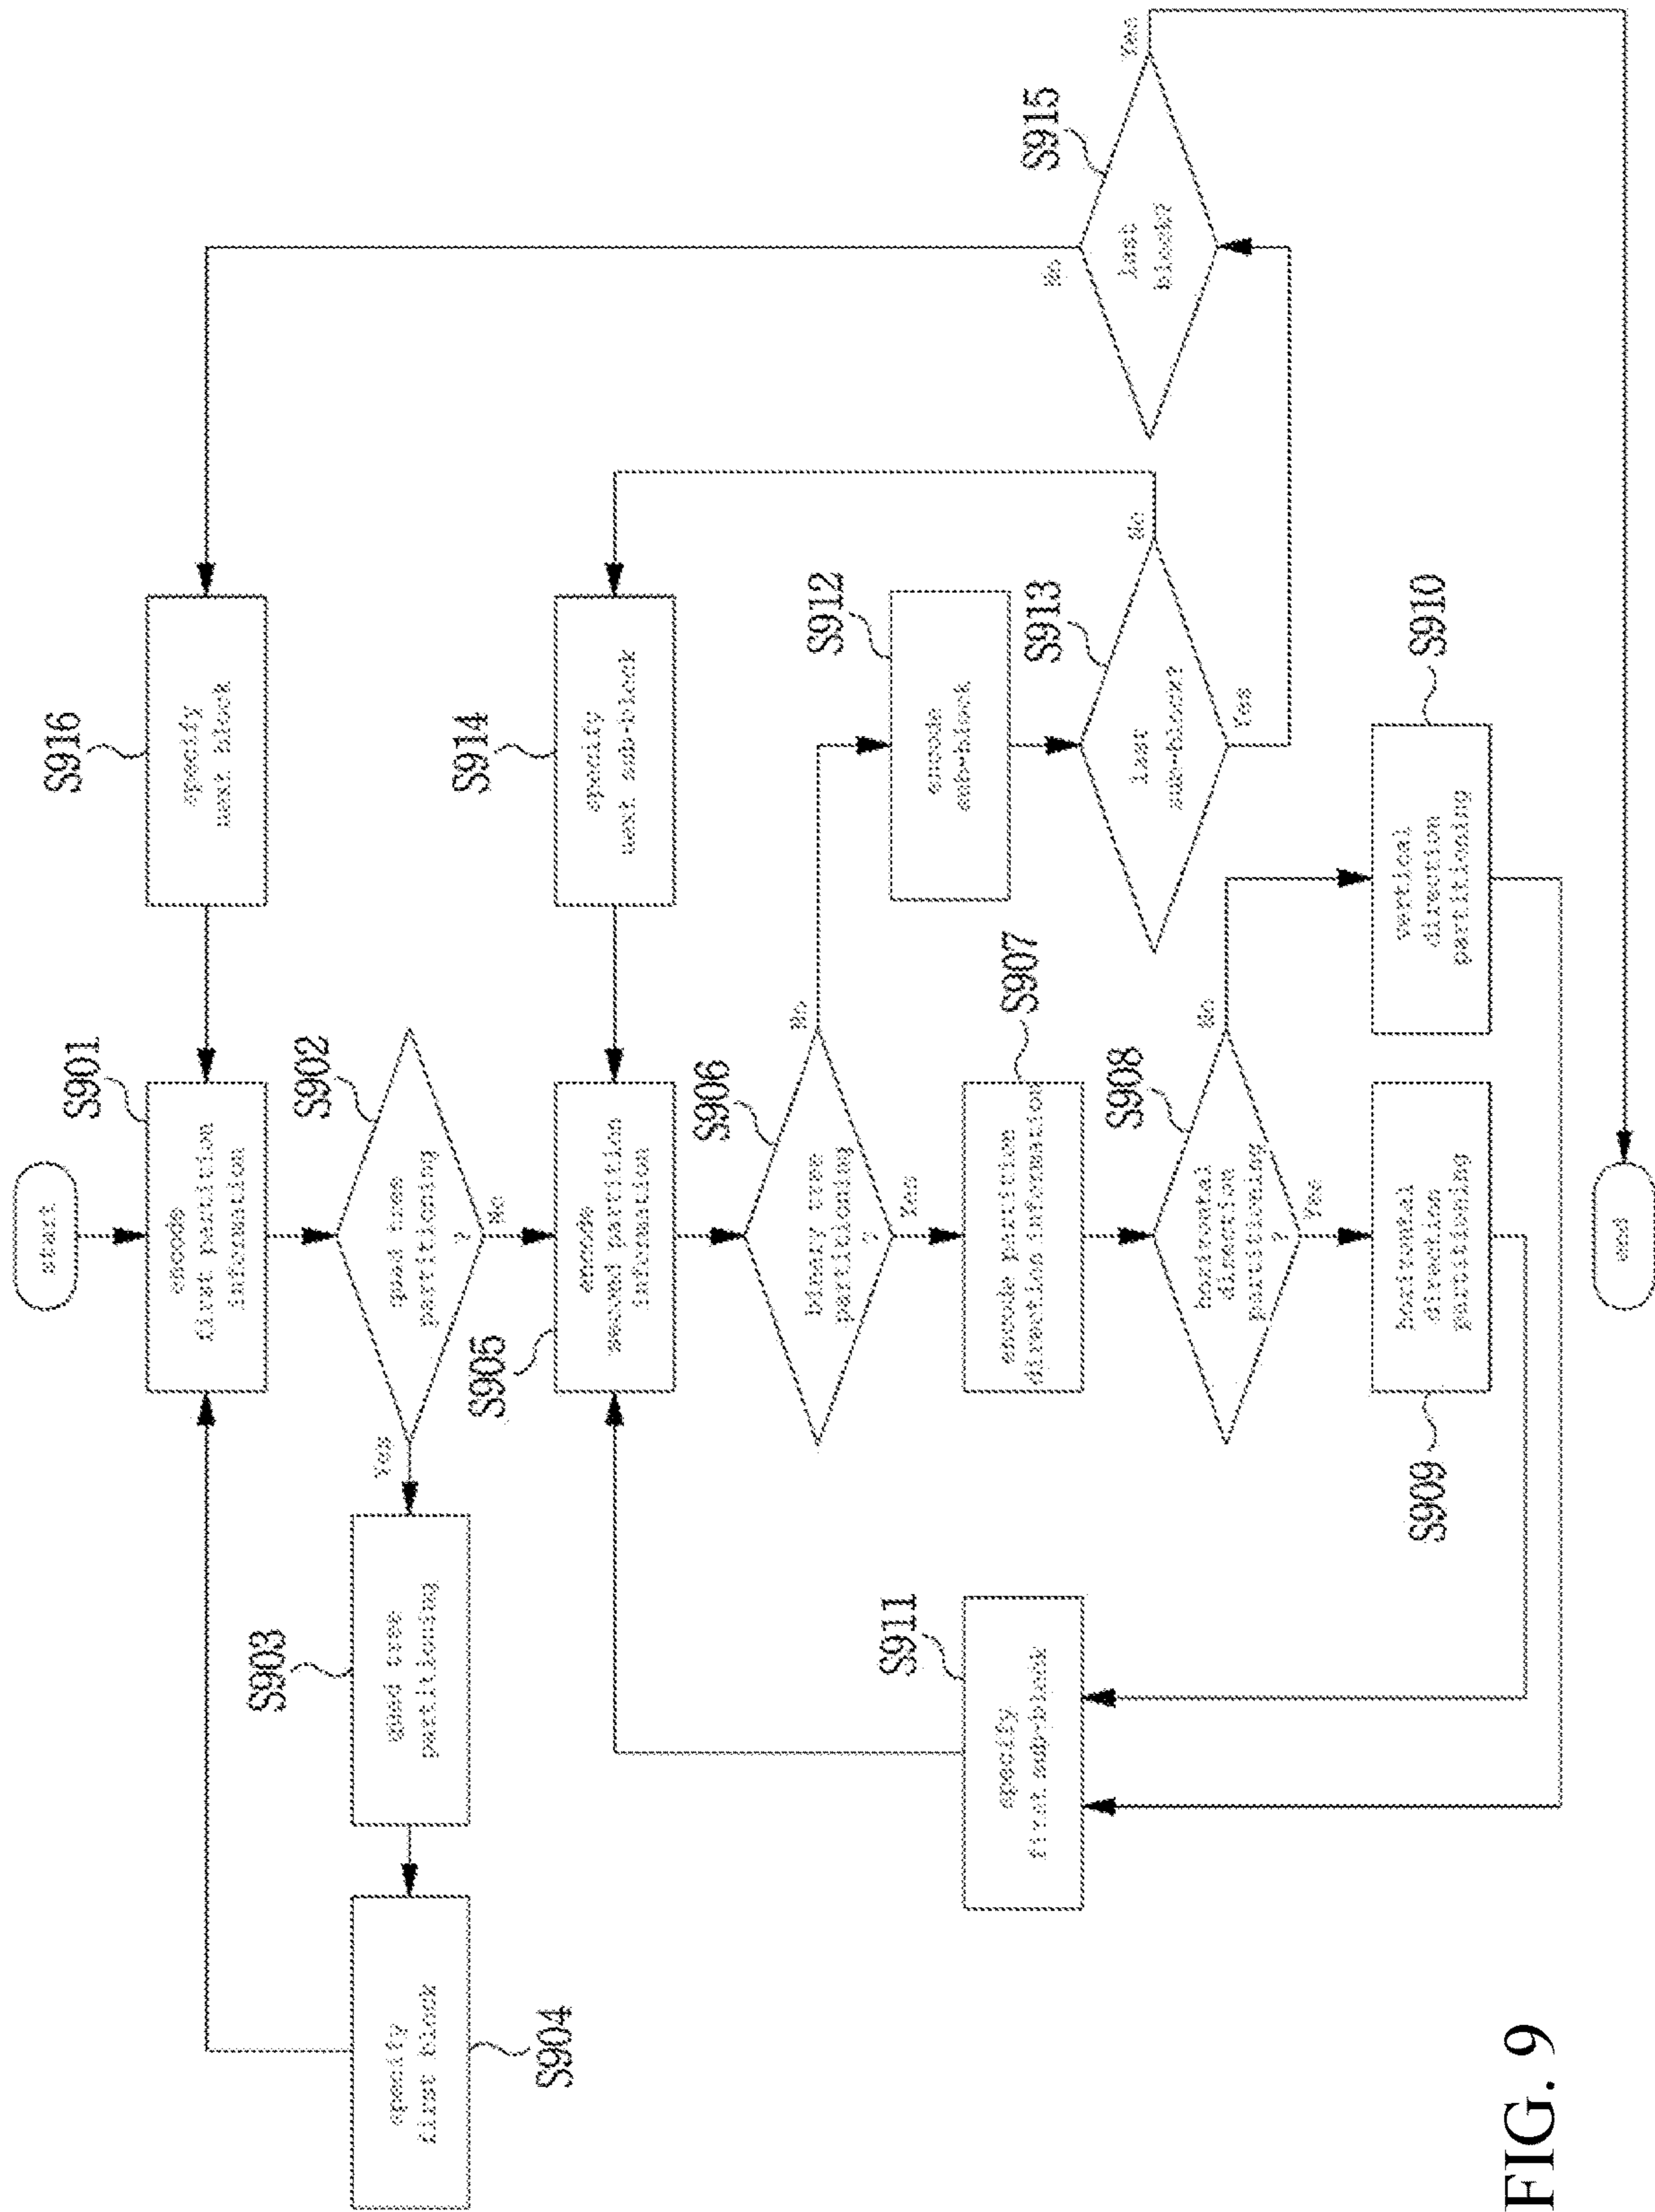 start
S901
encode
first partition
information
S902
quad tree
partitioning
?
Yes
No
S903
quad tree
partitioning
S904
specify
first block
S905
encode
second partition
information
S906
binary tree
partitioning
?
No
Yes
S907
encode partition
direction information
S908
horizontal
direction
partitioning
?
No
Yes
S909
horizontal
direction
partitioning
S910
vertical
direction
partitioning
S911
specify
first sub-block
S912
encode
sub-block
S913
last
sub-block?
No
Yes
S914
specify
next sub-block
S915
last
block?
No
Yes
S916
specify
next block
end
FIG. 9